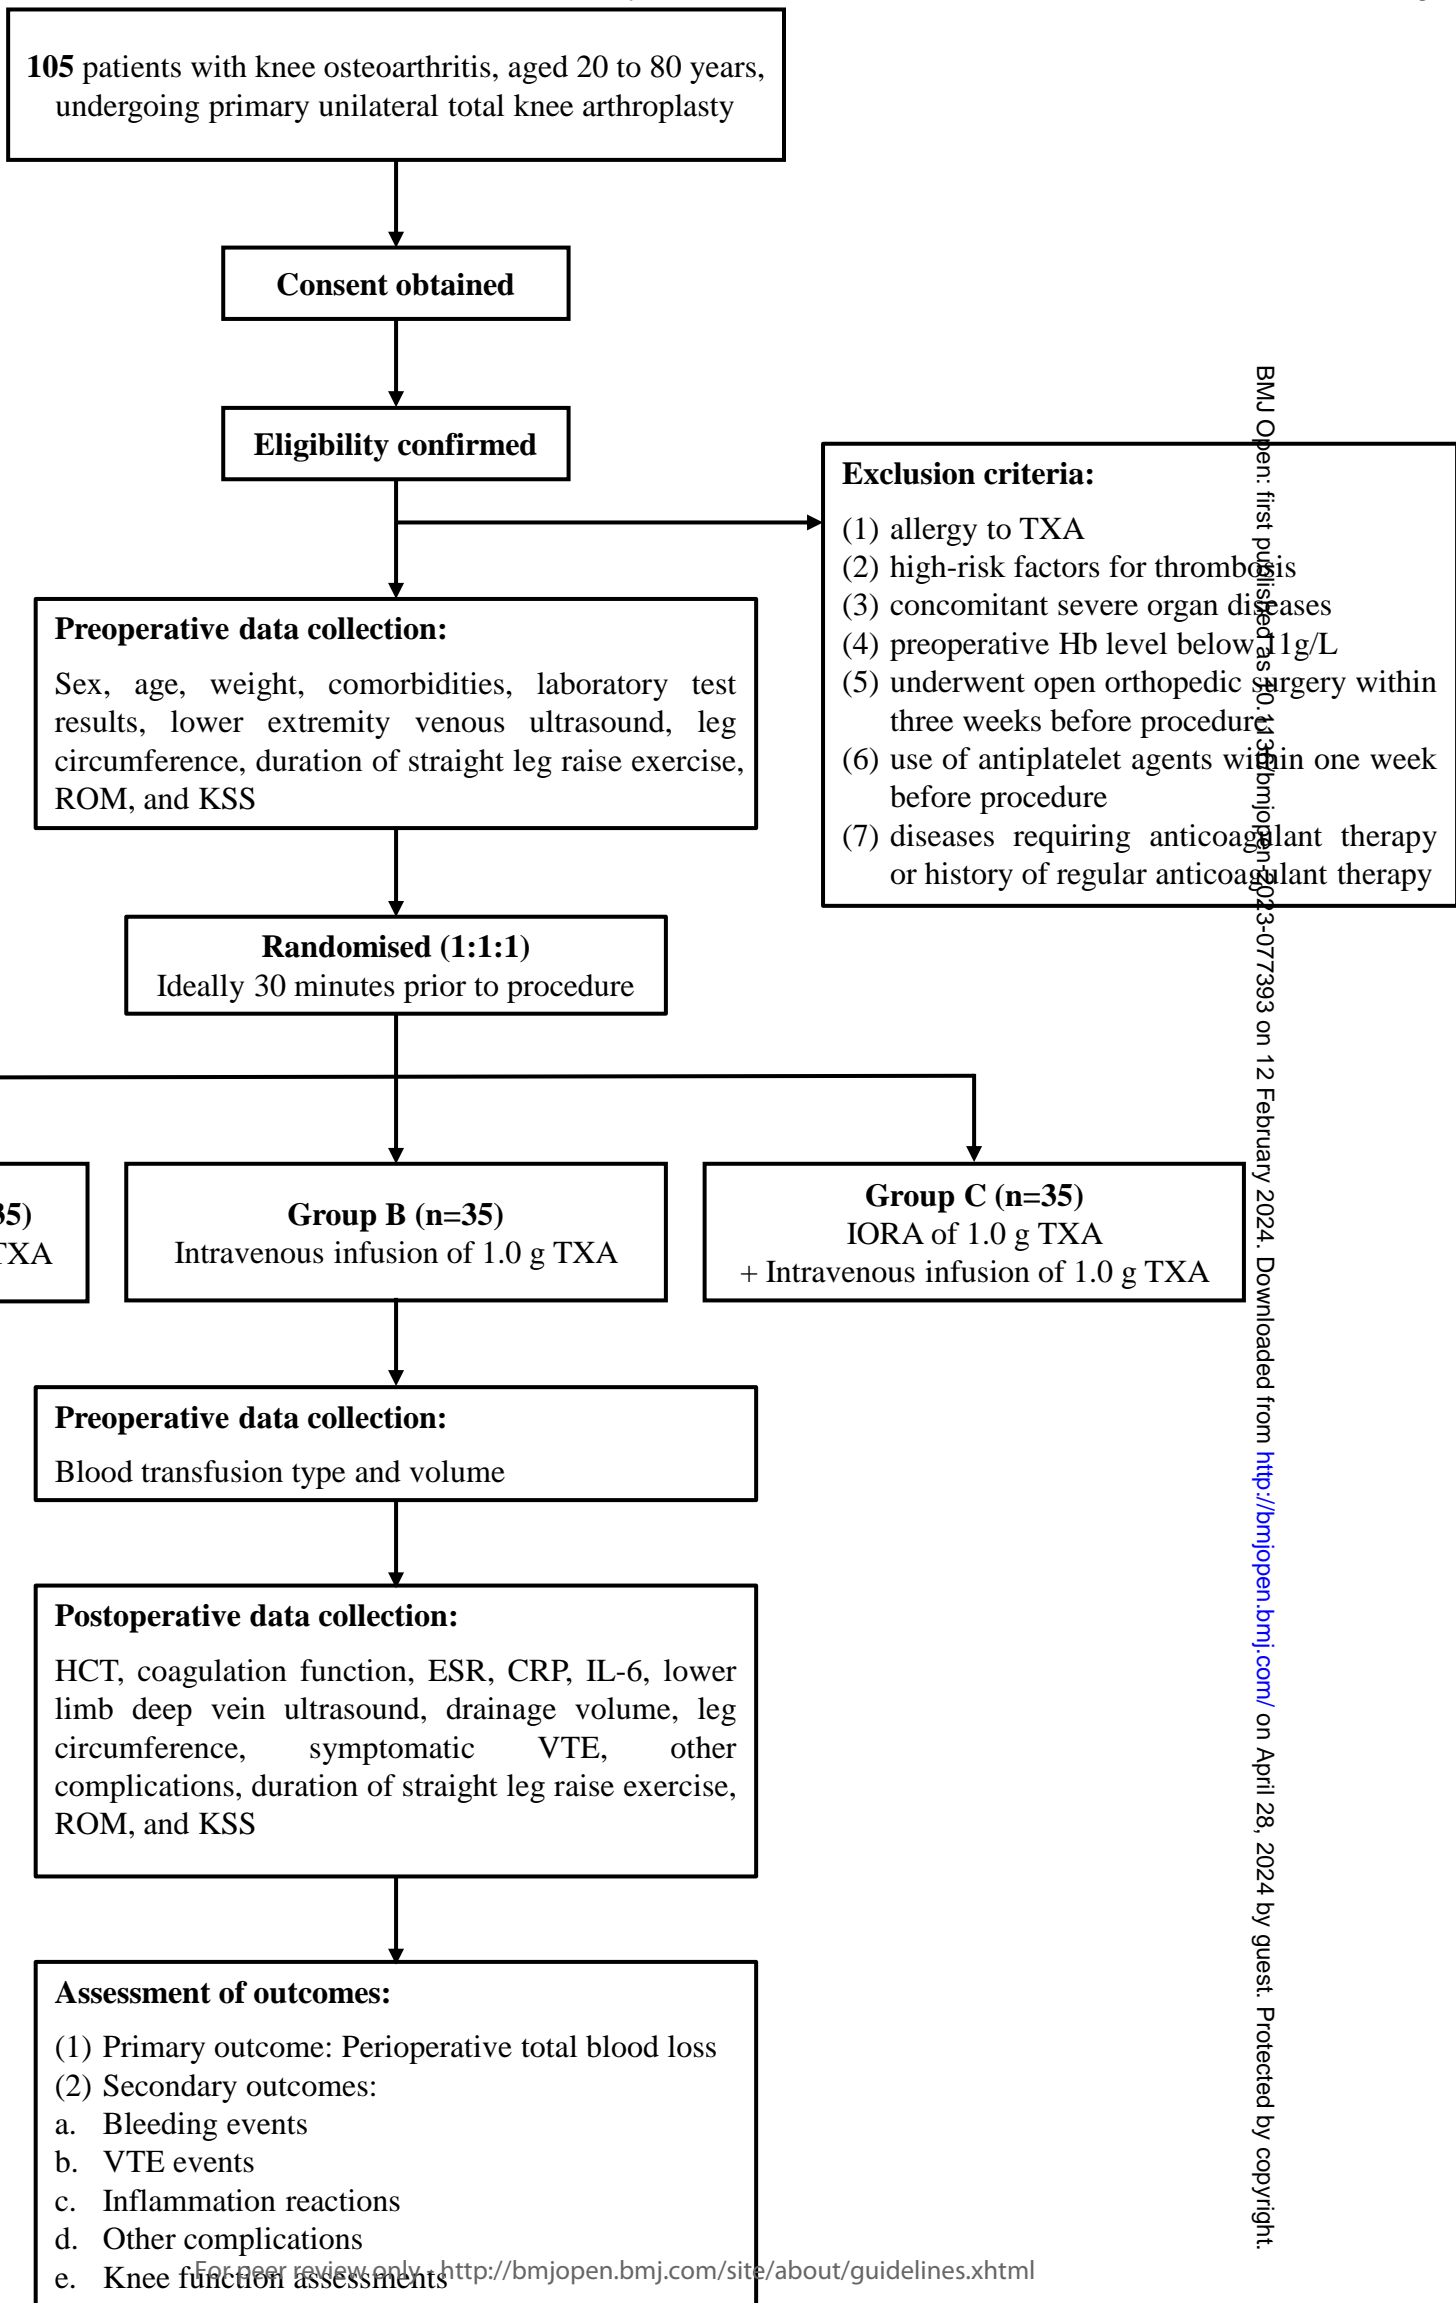 105 patients with knee osteoarthritis, aged 20 to 80 years,
undergoing primary unilateral total knee arthroplasty
Consent obtained
Eligibility confirmed
Exclusion criteria:
(1) allergy to TXA
(2) high-risk factors for thrombosis
(3) concomitant severe organ diseases
(4) preoperative Hb level below 11g/L
(5) underwent open orthopedic surgery within
three weeks before procedure
(6) use of antiplatelet agents within one week
before procedure
(7) diseases requiring anticoagulant therapy
or history of regular anticoagulant therapy
Preoperative data collection:
Sex, age, weight, comorbidities, laboratory test
results, lower extremity venous ultrasound, leg
circumference, duration of straight leg raise exercise,
ROM, and KSS
Randomised (1:1:1)
Ideally 30 minutes prior to procedure
35)
TXA
Group B (n=35)
Intravenous infusion of 1.0 g TXA
Group C (n=35)
IORA of 1.0 g TXA
+ Intravenous infusion of 1.0 g TXA
Preoperative data collection:
Blood transfusion type and volume
Postoperative data collection:
HCT, coagulation function, ESR, CRP, IL-6, lower
limb deep vein ultrasound, drainage volume, leg
circumference, symptomatic VTE, other
complications, duration of straight leg raise exercise,
ROM, and KSS
Assessment of outcomes:
(1) Primary outcome: Perioperative total blood loss
(2) Secondary outcomes:
a. Bleeding events
b. VTE events
c. Inflammation reactions
d. Other complications
e. Knee function assessments
For peer review only - http://bmjopen.bmj.com/site/about/guidelines.xhtml
BMJ Open: first published as 10.1136/bmjopen-2023-077393 on 12 February 2024. Downloaded from http://bmjopen.bmj.com/ on April 28, 2024 by guest. Protected by copyright.